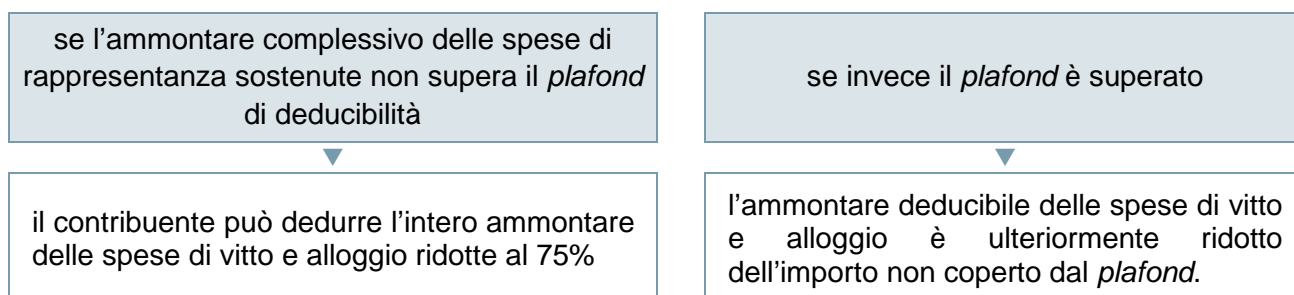 se l'ammontare complessivo delle spese di
rappresentanza sostenute non supera il plafond
di deducibilità
se invece il plafond è superato
il contribuente può dedurre l'intero ammontare
delle spese di vitto e alloggio ridotte al 75%
l'ammontare deducibile delle spese di vitto
e alloggio è ulteriormente ridotto
dell'importo non coperto dal plafond.